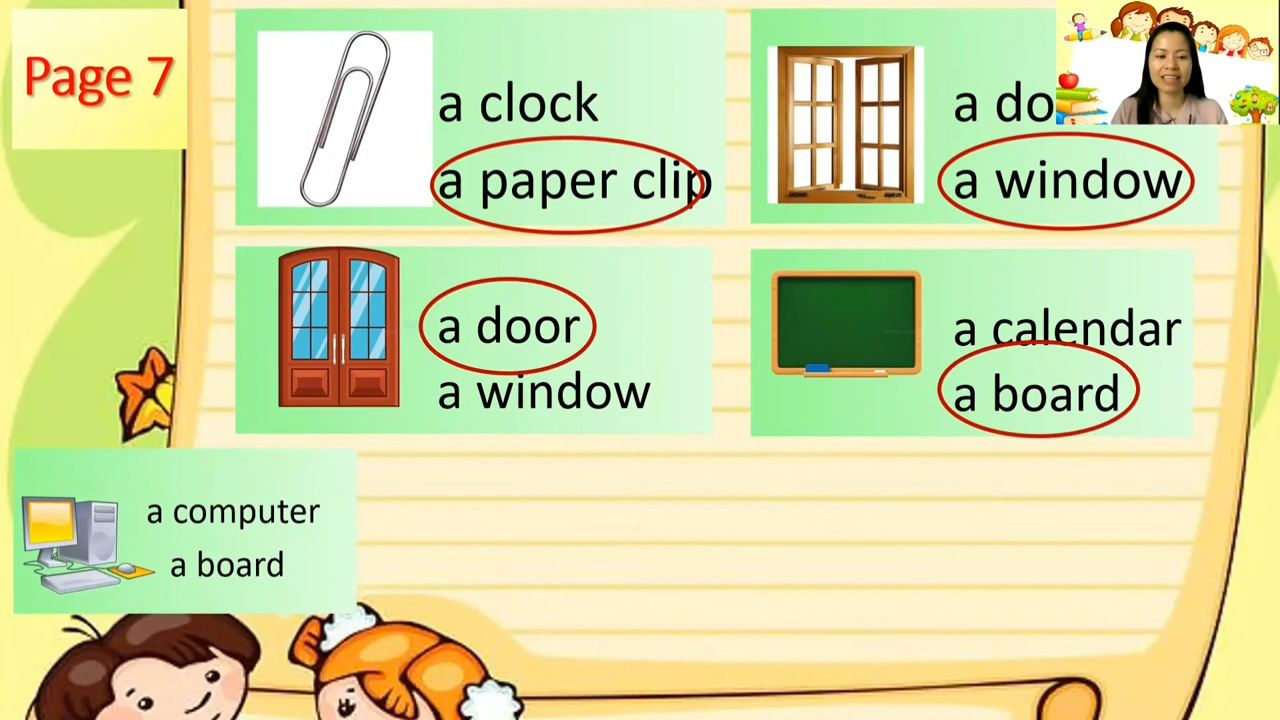 Page 7
a clock
a paper clip
a do
a window
a door
a window
a calendar
a board
a computer
a board